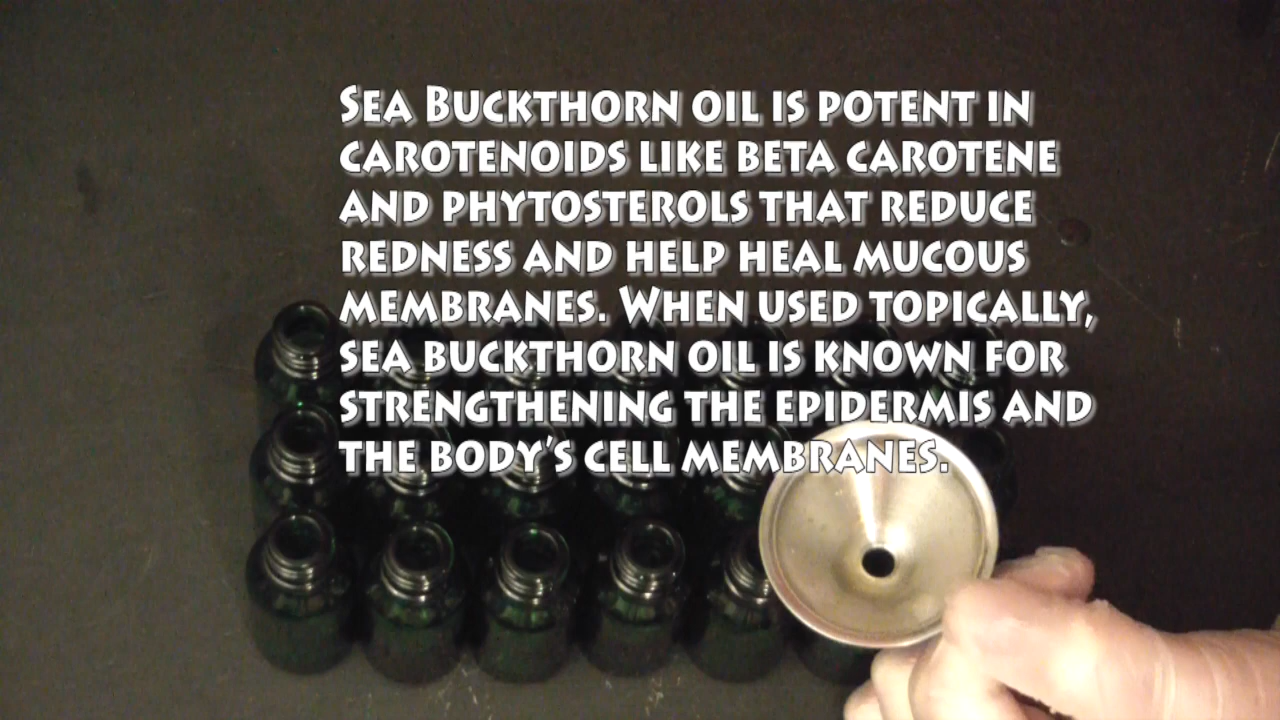 Sea Buckthorn oil is potent in
carotenoids like beta carotene
and phytosterols that reduce
redness and help heal mucous
membranes. When used topically,
sea buckthorn oil is known for
strengthening the epidermis and
the body's cell membranes.